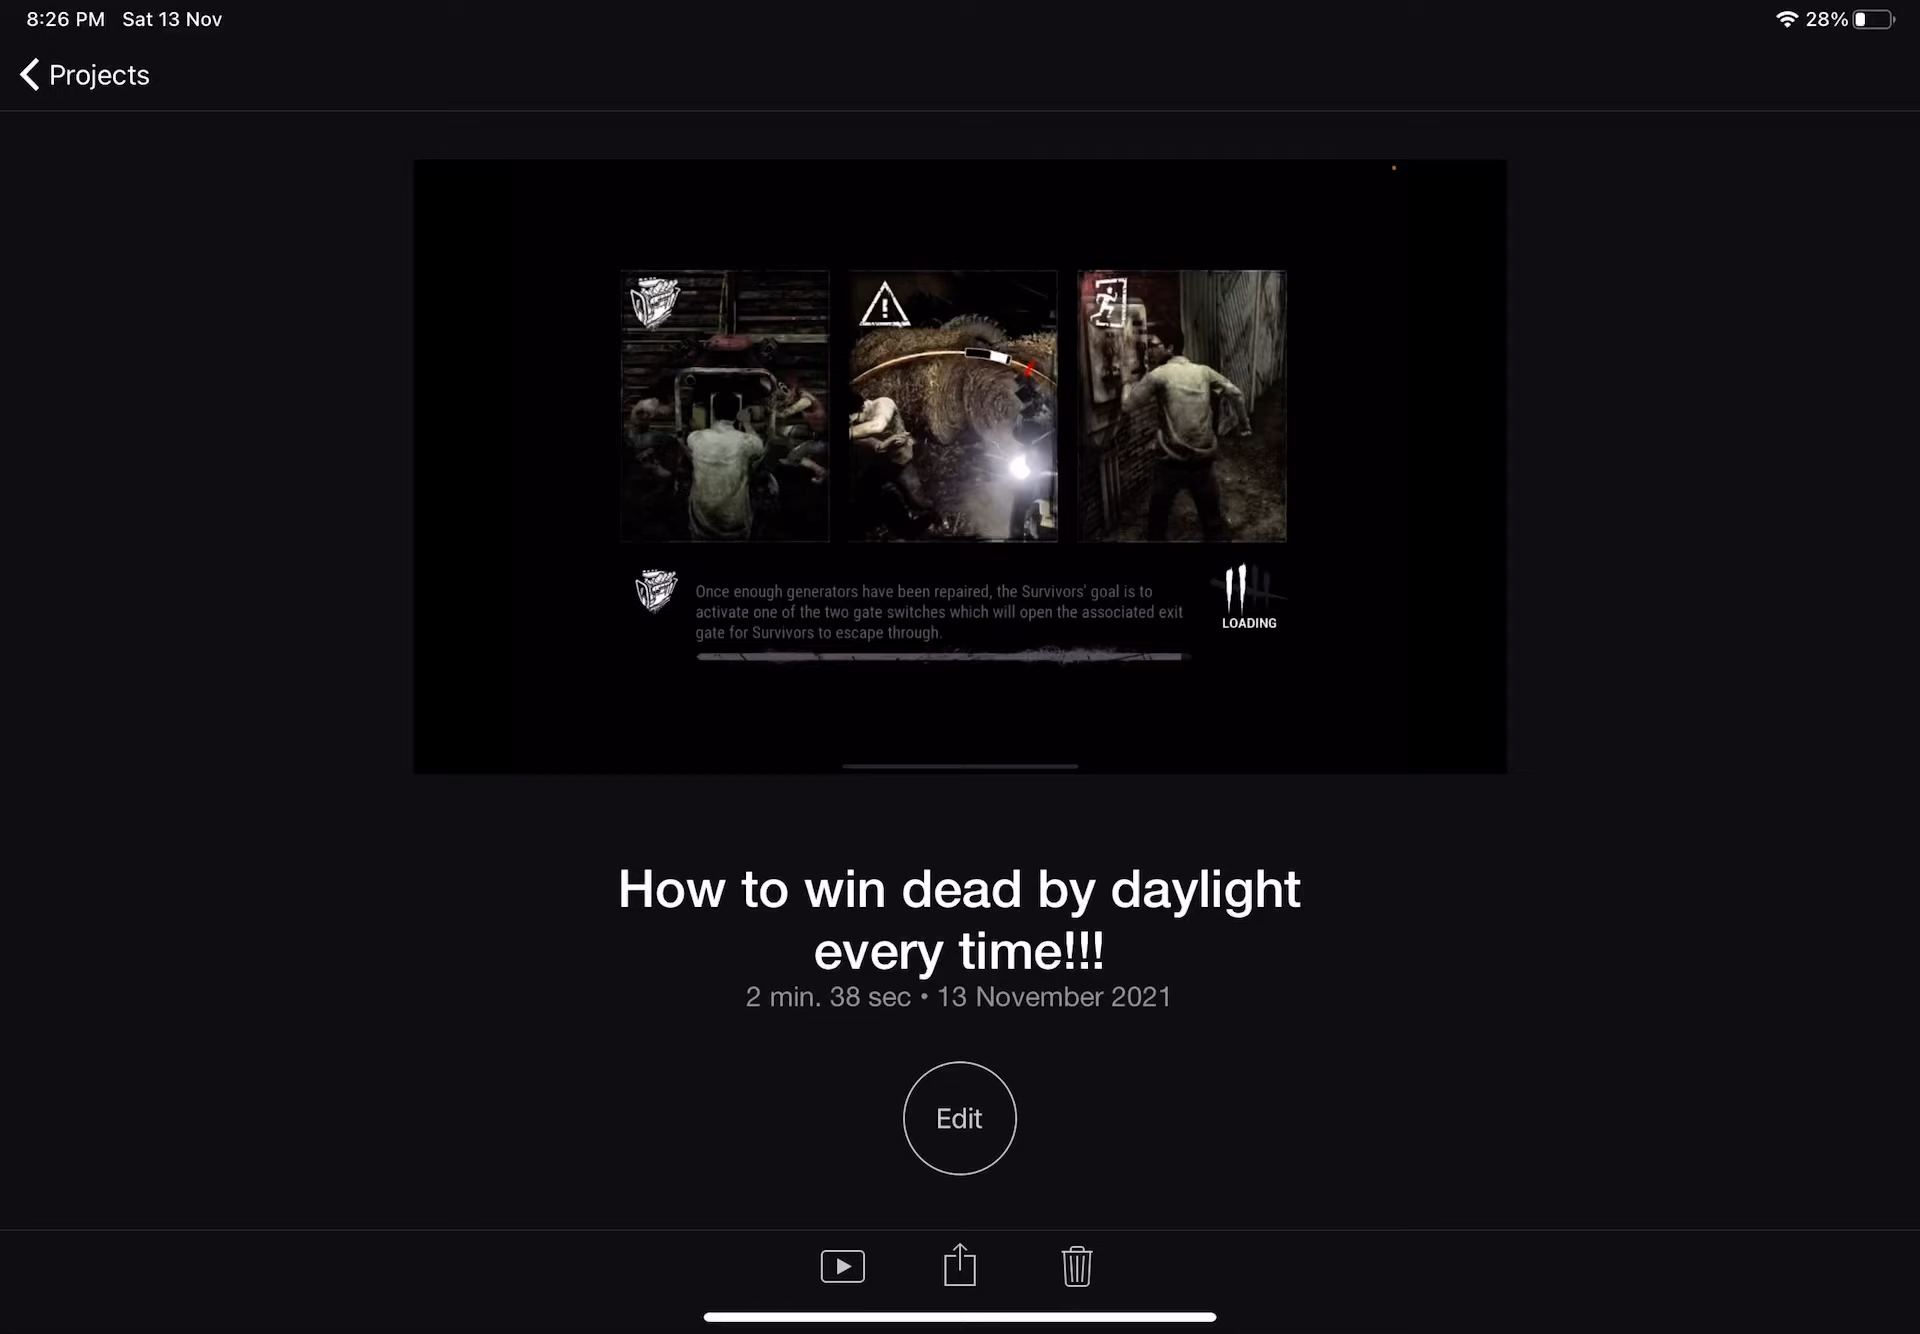 8:26 PM Sat 13 Nov
28%
Projects
Once enough generators have been repaired, the Survivors' goal is to
activate one of the two gate switches which will open the associated exit
gate for Survivors to escape through.
LOADING
How to win dead by daylight
every time!!!
2 min. 38 sec • 13 November 2021
Edit